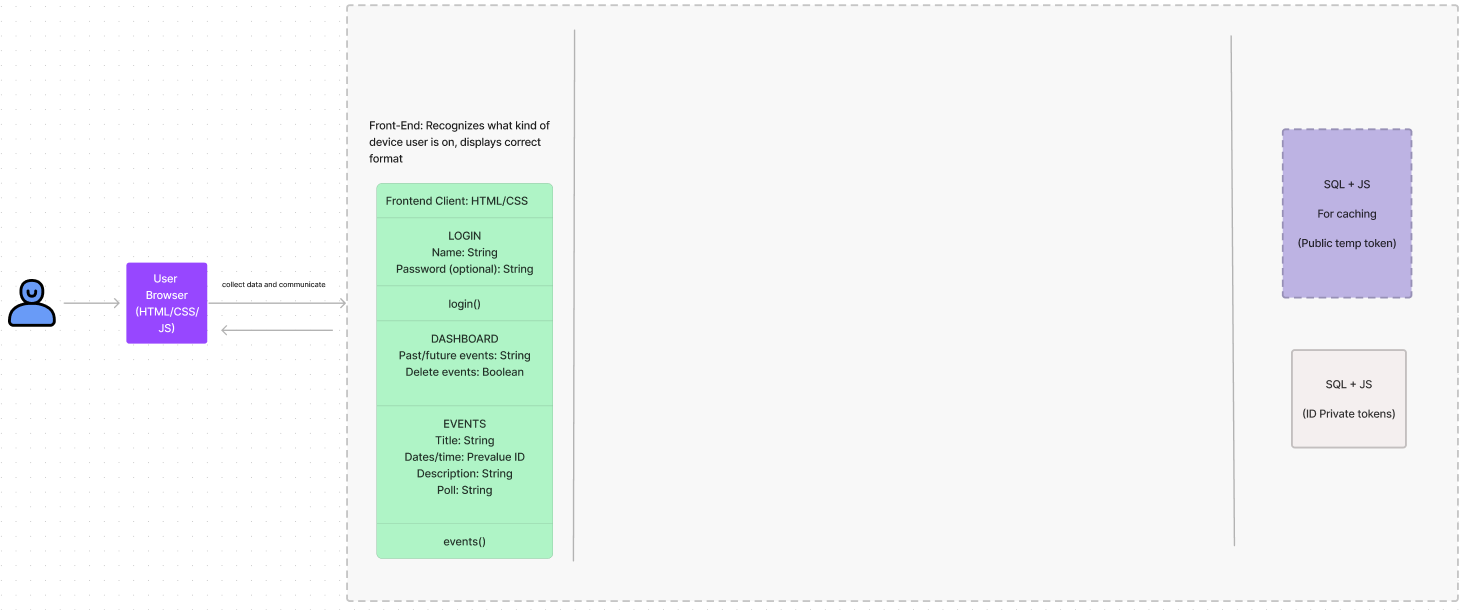 User
Browser
(HTML/CSS/
JS)
collect data and communicate
Front-End: Recognizes what kind of
device user is on, displays correct
format
Frontend Client: HTML/CSS
LOGIN
Name: String
Password (optional): String
login()
DASHBOARD
Past/future events: String
Delete events: Boolean
EVENTS
Title: String
Dates/time: Prevalue ID
Description: String
Poll: String
events()
SQL + JS
For caching
(Public temp token)
SQL + JS
(ID Private tokens)